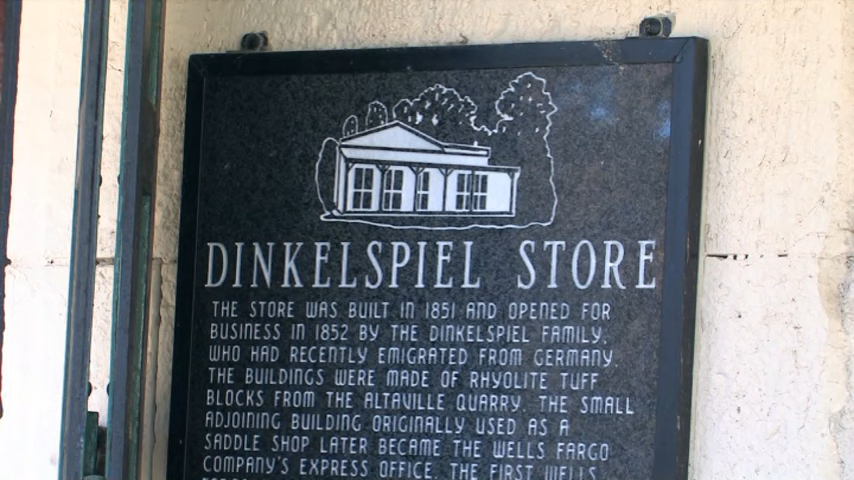 DINKELSPIEL STORE
THE STORE WAS BUILT IN 1851 AND OPENED FOR
BUSINESS IN 1852 BY THE DINKELSPIEL FAMILY,
WHO HAD RECENTLY EMIGRATED FROM GERMANY.
THE BUILDINGS WERE MADE OF RHYOLITE TUFF
BLOCKS FROM THE ALTAVILLE QUARRY. THE SMALL
ADJOINING BUILDING ORIGINALLY USED AS A
SADDLE SHOP LATER BECAME THE WELLS FARGO
COMPANY'S EXPRESS OFFICE. THE FIRST WELLS